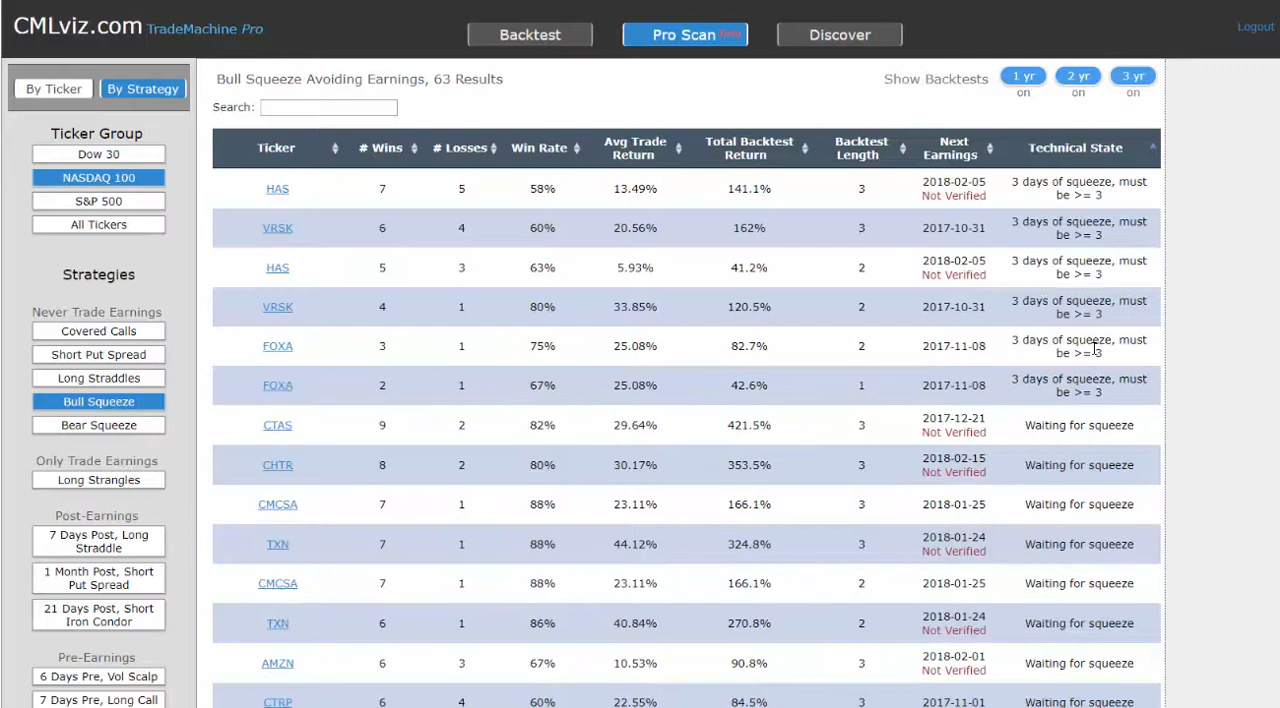 CMLviz.com TradeMachine Pro
Backtest
Pro Scan Beta
Discover
Logout
By Ticker
By Strategy
Ticker Group
Dow 30
NASDAQ 100
S&P 500
All Tickers
Strategies
Never Trade Earnings
Covered Calls
Short Put Spread
Long Straddles
Bull Squeeze
Bear Squeeze
Only Trade Earnings
Long Strangles
Post-Earnings
7 Days Post, Long
Straddle
1 Month Post, Short
Put Spread
21 Days Post, Short
Iron Condor
Pre-Earnings
6 Days Pre, Vol Scalp
7 Days Pre, Long Call
Bull Squeeze Avoiding Earnings, 63 Results
Show Backtests
1 yr 2 yr 3 yr
on on on
Search:
Ticker # Wins # Losses Win Rate Avg Trade Return Total Backtest Return Backtest Length Next Earnings Technical State
HAS 7 5 58% 13.49% 141.1% 3 2018-02-05 Not Verified 3 days of squeeze, must be >= 3
VRSK 6 4 60% 20.56% 162% 3 2017-10-31 3 days of squeeze, must be >= 3
HAS 5 3 63% 5.93% 41.2% 2 2018-02-05 Not Verified 3 days of squeeze, must be >= 3
VRSK 4 1 80% 33.85% 120.5% 2 2017-10-31 3 days of squeeze, must be >= 3
FOXA 3 1 75% 25.08% 82.7% 2 2017-11-08 3 days of squeeze, must be >= 3
FOXA 2 1 67% 25.08% 42.6% 1 2017-11-08 3 days of squeeze, must be >= 3
CTAS 9 2 82% 29.64% 421.5% 3 2017-12-21 Not Verified Waiting for squeeze
CHTR 8 2 80% 30.17% 353.5% 3 2018-02-15 Not Verified Waiting for squeeze
CMCSA 7 1 88% 23.11% 166.1% 3 2018-01-25 Waiting for squeeze
TXN 7 1 88% 44.12% 324.8% 3 2018-01-24 Not Verified Waiting for squeeze
CMCSA 7 1 88% 23.11% 166.1% 2 2018-01-25 Waiting for squeeze
TXN 6 1 86% 40.84% 270.8% 2 2018-01-24 Not Verified Waiting for squeeze
AMZN 6 3 67% 10.53% 90.8% 3 2018-02-01 Not Verified Waiting for squeeze
CTRP 6 4 60% 22.55% 84.5% 3 2017-11-01 Waiting for squeeze